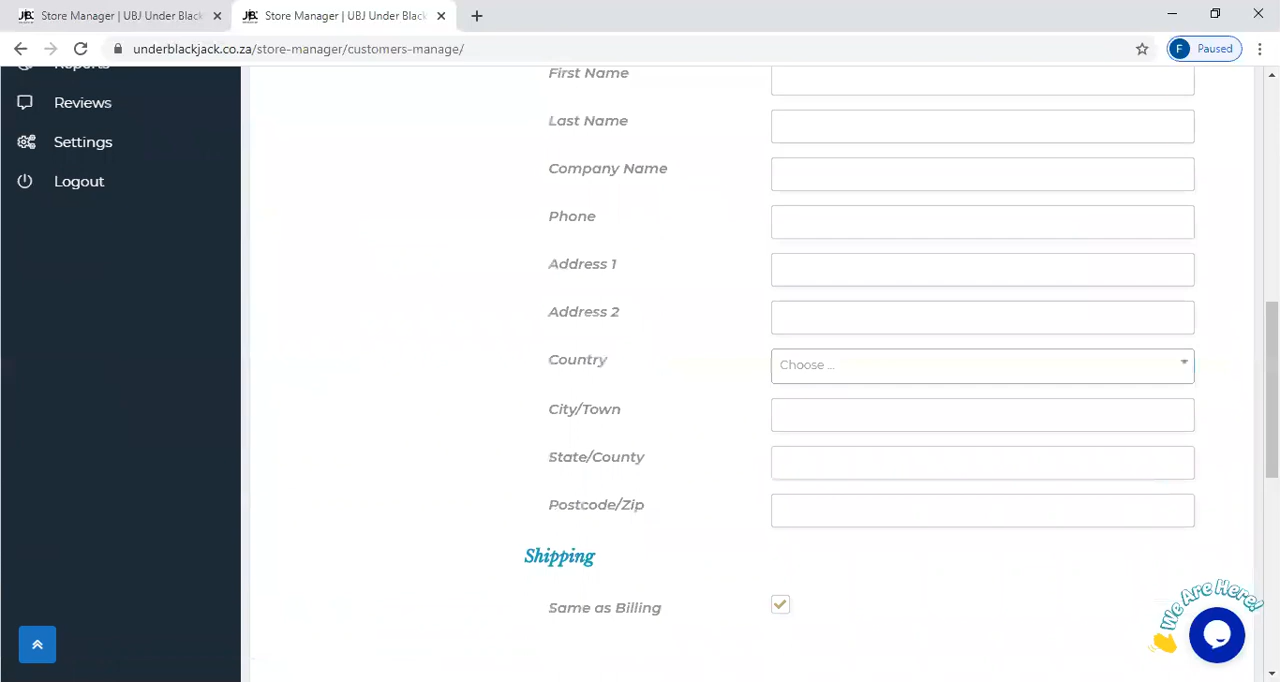 Store Manager | UBJ Under Black
Store Manager | UBJ Under Black
underblackjack.co.za/store-manager/customers-manage/
F Paused
Reports
Reviews
Settings
Logout
First Name
Last Name
Company Name
Phone
Address 1
Address 2
Country
Choose ...
City/Town
State/County
Postcode/Zip
Shipping
Same as Billing
We Are Here!